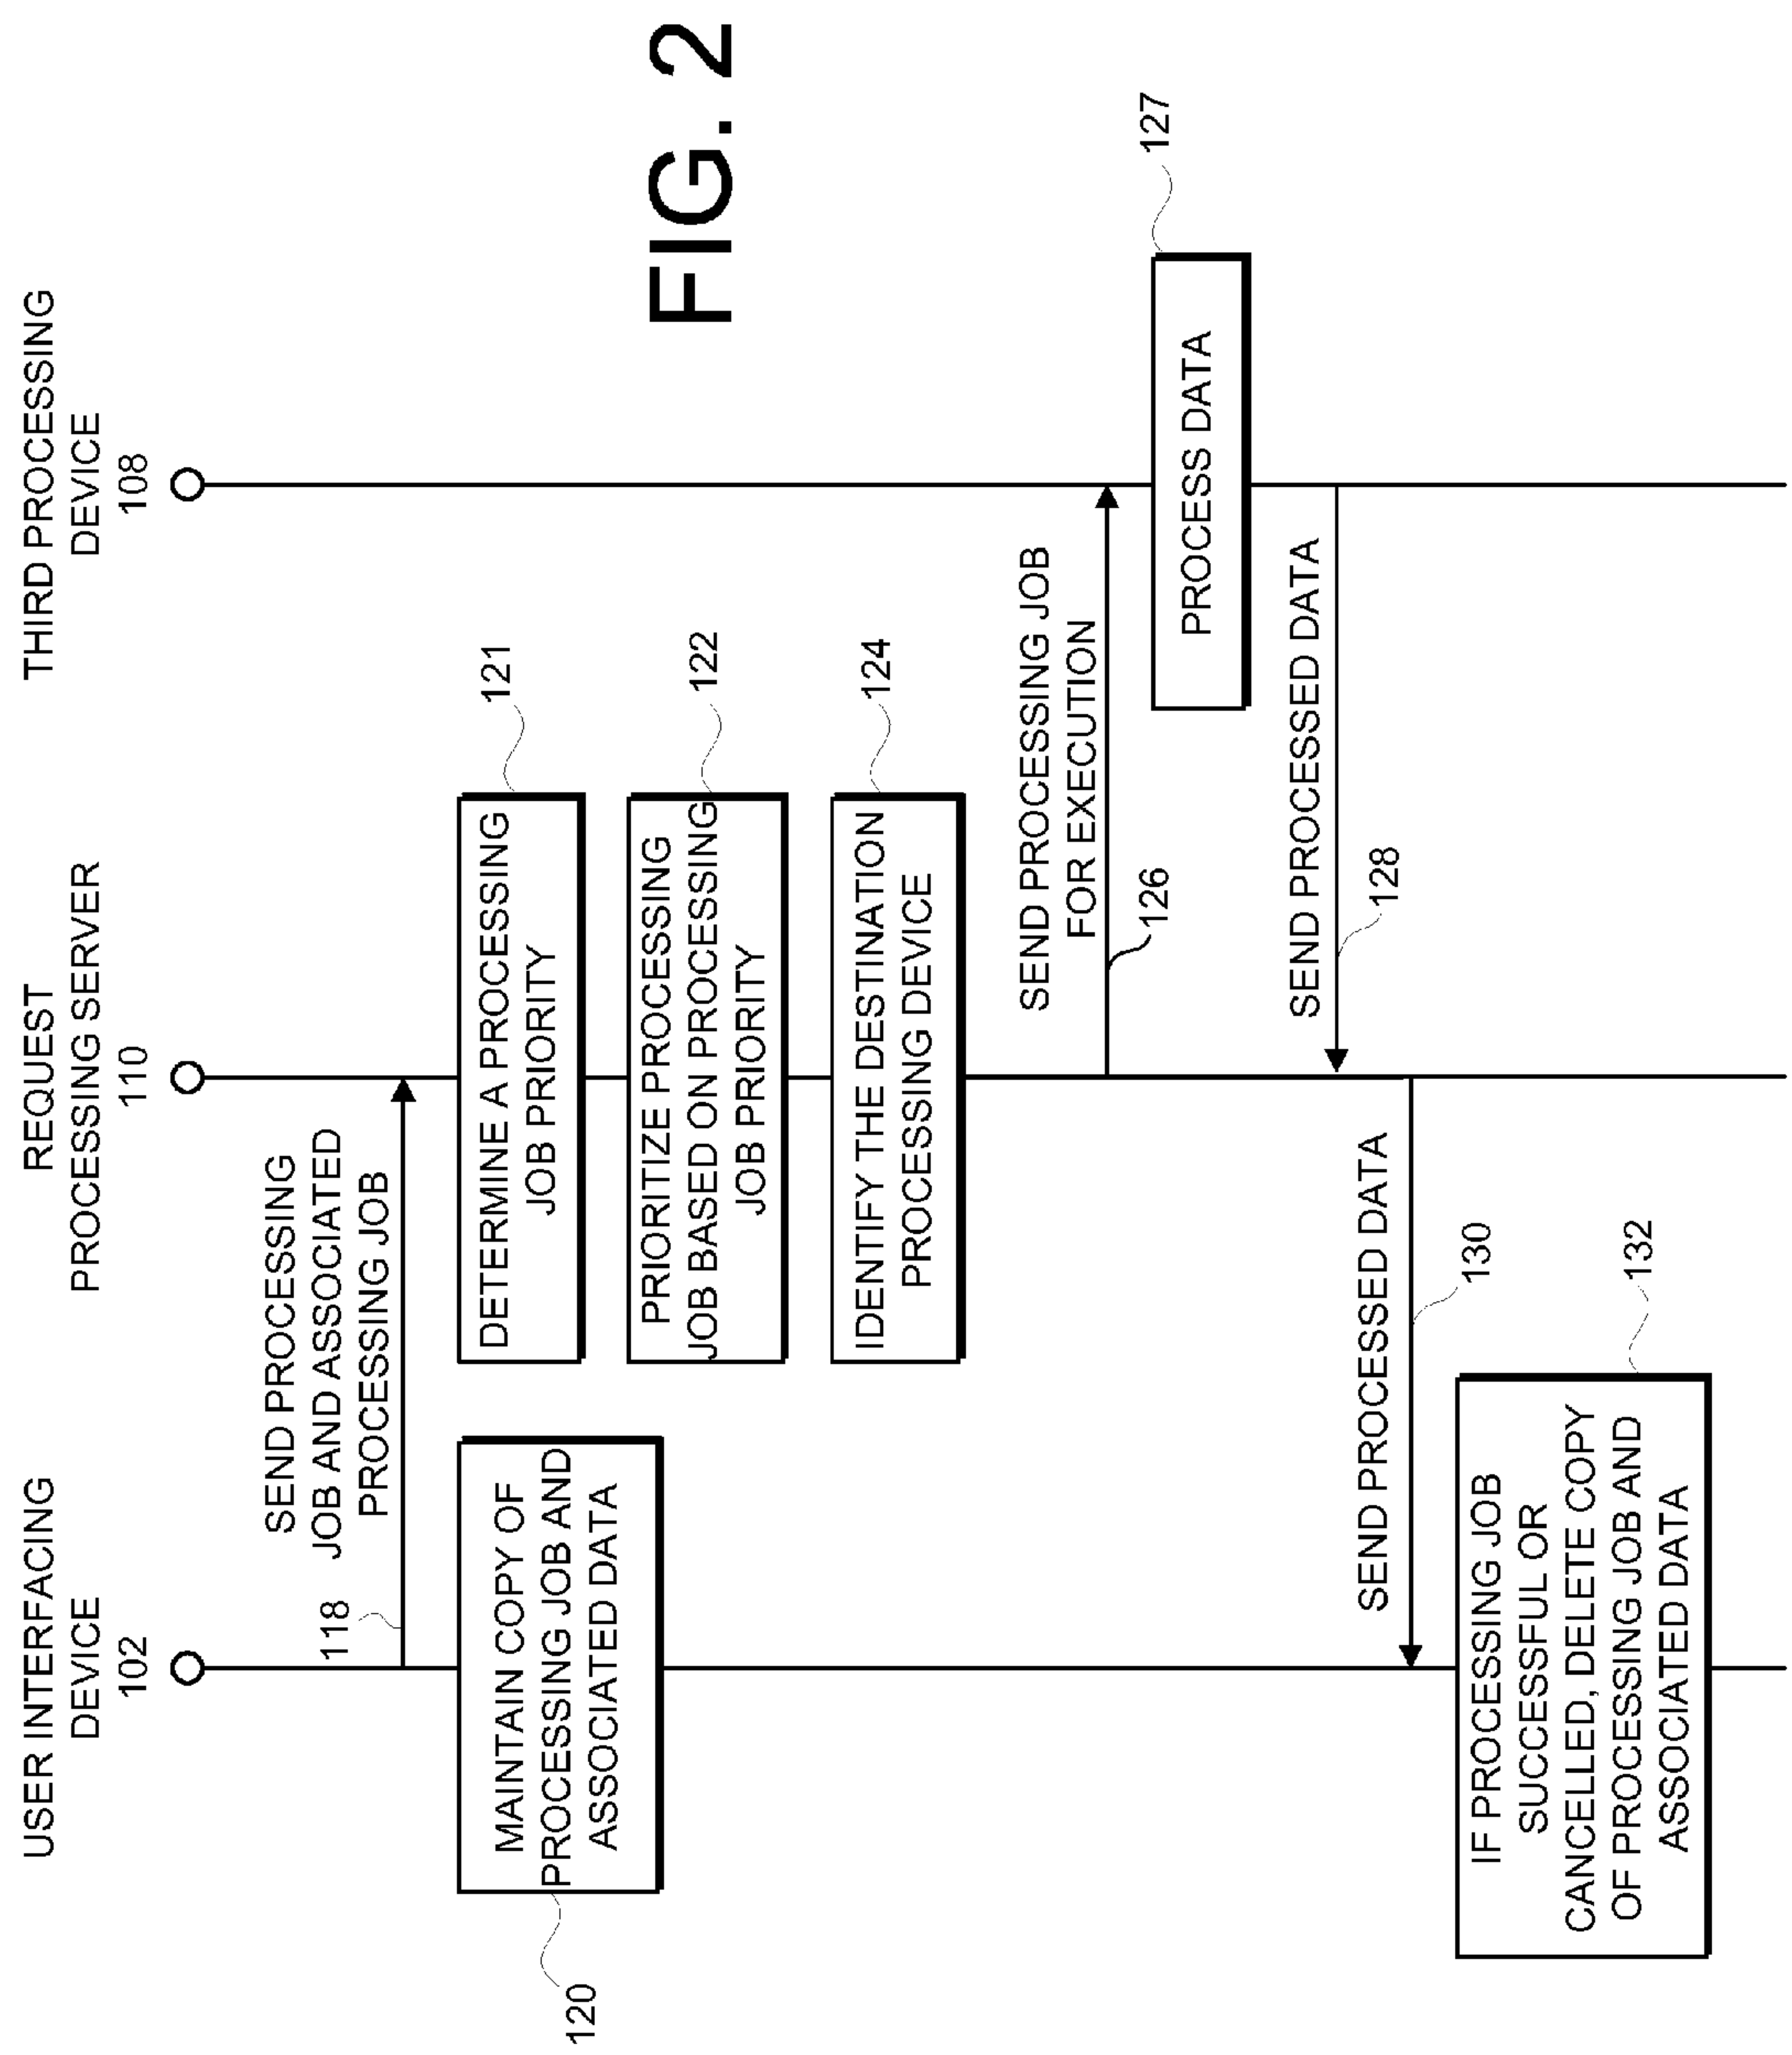 USER INTERFACING
DEVICE
102
REQUEST
PROCESSING SERVER
110
THIRD PROCESSING
DEVICE
108
SEND PROCESSING
JOB AND ASSOCIATED
PROCESSING JOB
118
MAINTAIN COPY OF
PROCESSING JOB AND
ASSOCIATED DATA
120
DETERMINE A PROCESSING
JOB PRIORITY
121
PRIORITIZE PROCESSING
JOB BASED ON PROCESSING
JOB PRIORITY
122
IDENTIFY THE DESTINATION
PROCESSING DEVICE
124
SEND PROCESSING JOB
FOR EXECUTION
126
PROCESS DATA
127
SEND PROCESSED DATA
128
SEND PROCESSED DATA
130
IF PROCESSING JOB
SUCCESSFUL OR
CANCELLED, DELETE COPY
OF PROCESSING JOB AND
ASSOCIATED DATA
132
FIG. 2